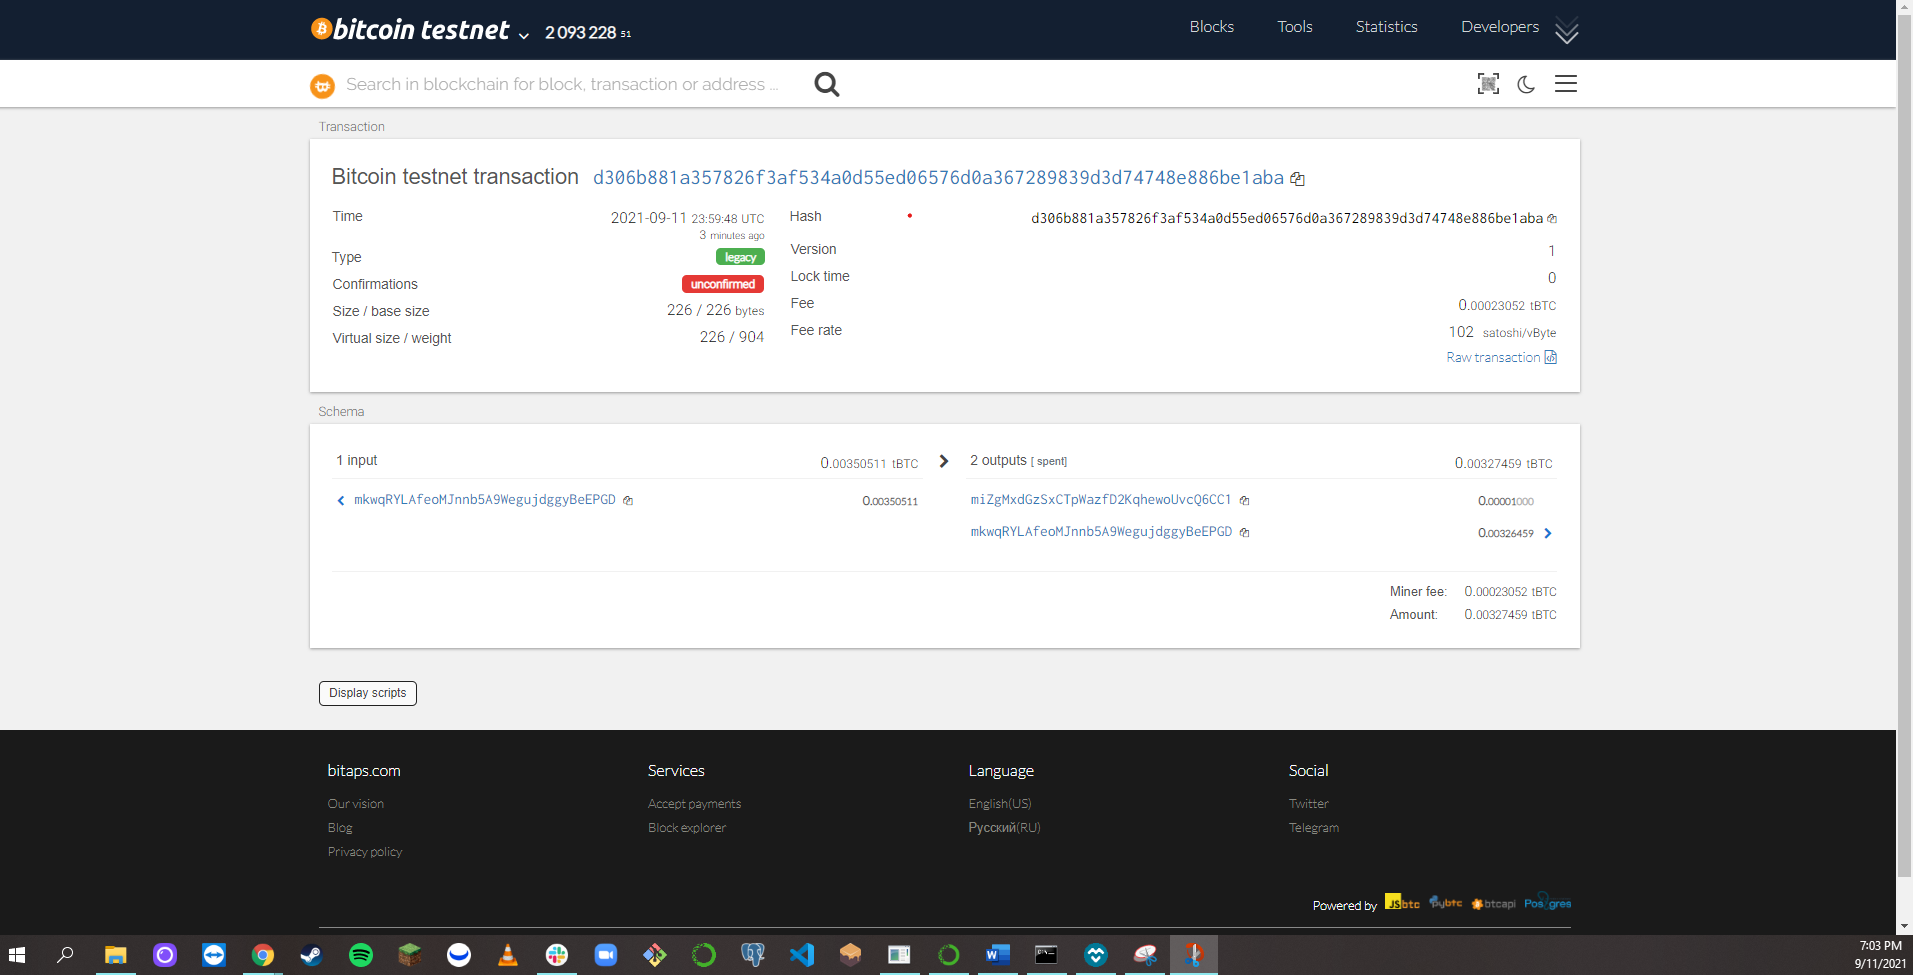 bitcoin testnet 2 093 228 51
Blocks Tools Statistics Developers
Search in blockchain for block, transaction or address ...
Transaction
Bitcoin testnet transaction d306b881a357826f3af534a0d55ed06576d0a367289839d3d74748e886be1aba
Time 2021-09-11 23:59:48 UTC
3 minutes ago
Type legacy
Confirmations unconfirmed
Size / base size 226 / 226 bytes
Virtual size / weight 226 / 904
Hash d306b881a357826f3af534a0d55ed06576d0a367289839d3d74748e886be1aba
Version 1
Lock time 0
Fee 0.00023052 tBTC
Fee rate 102 satoshi/vByte
Raw transaction
Schema
1 input 0.00350511 tBTC
mkwqRYLAfeoMJnnb5A9WegujdggyBeEPGD 0.00350511
2 outputs [ spent] 0.00327459 tBTC
miZgMxdGzSxCTpWazfD2KqhewoUvcQ6CC1 0.00001000
mkwqRYLAfeoMJnnb5A9WegujdggyBeEPGD 0.00326459
Miner fee: 0.00023052 tBTC
Amount: 0.00327459 tBTC
Display scripts
bitaps.com
Our vision
Blog
Privacy policy
Services
Accept payments
Block explorer
Language
English(US)
Русский(RU)
Social
Twitter
Telegram
Powered by JSbtc pybtc btcapi Postgres
7:03 PM
9/11/2021